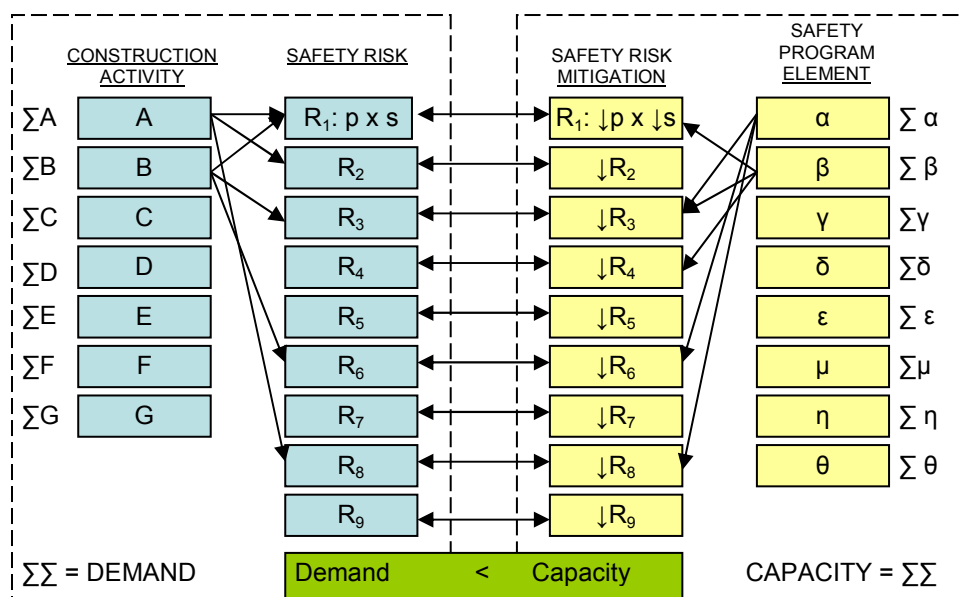 CONSTRUCTION
ACTIVITY
SAFETY RISK
SAFETY RISK
MITIGATION
SAFETY
PROGRAM
ELEMENT
∑A A R1: p x s R1: ↓p x ↓s α ∑ α
∑B B R2 ↓R2 β ∑ β
∑C C R3 ↓R3 γ ∑γ
∑D D R4 ↓R4 δ ∑δ
∑E E R5 ↓R5 ε ∑ ε
∑F F R6 ↓R6 μ ∑μ
∑G G R7 ↓R7 η ∑ η
R8 ↓R8 θ ∑ θ
R9 ↓R9
∑∑ = DEMAND Demand < Capacity CAPACITY = ∑∑